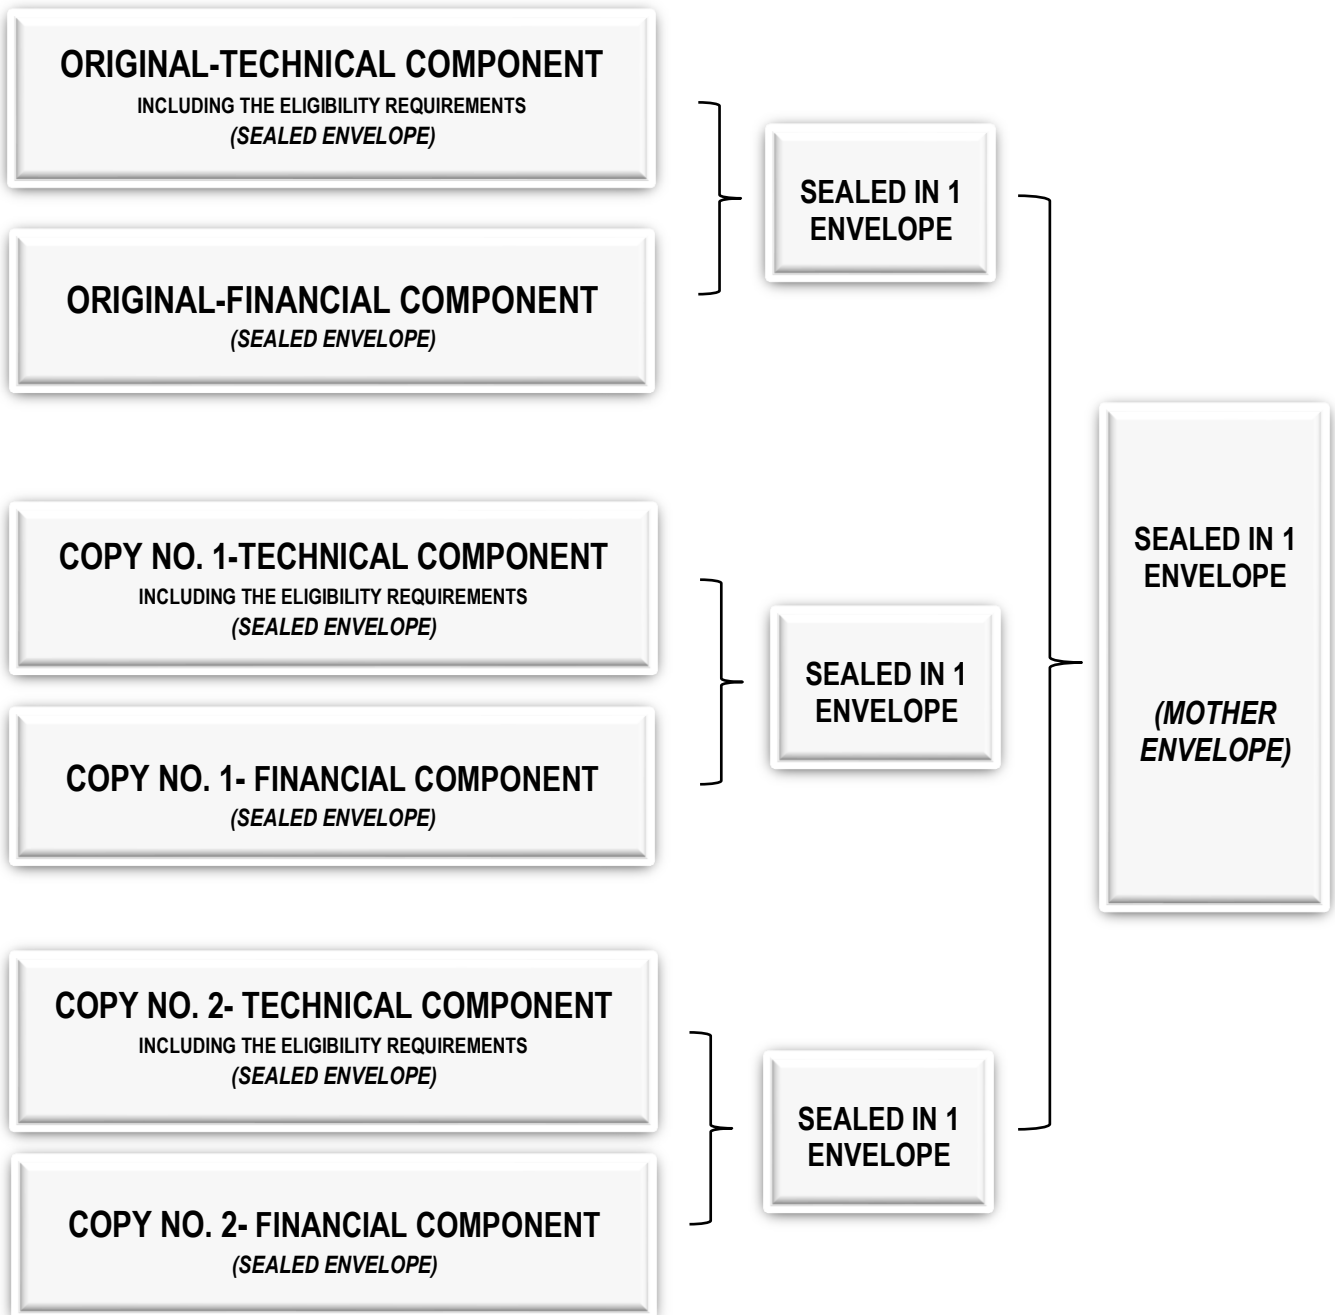 ORIGINAL-TECHNICAL COMPONENT
INCLUDING THE ELIGIBILITY REQUIREMENTS
(SEALED ENVELOPE)
ORIGINAL-FINANCIAL COMPONENT
(SEALED ENVELOPE)
SEALED IN 1
ENVELOPE
COPY NO. 1-TECHNICAL COMPONENT
INCLUDING THE ELIGIBILITY REQUIREMENTS
(SEALED ENVELOPE)
COPY NO. 1- FINANCIAL COMPONENT
(SEALED ENVELOPE)
SEALED IN 1
ENVELOPE
COPY NO. 2- TECHNICAL COMPONENT
INCLUDING THE ELIGIBILITY REQUIREMENTS
(SEALED ENVELOPE)
COPY NO. 2- FINANCIAL COMPONENT
(SEALED ENVELOPE)
SEALED IN 1
ENVELOPE
SEALED IN 1
ENVELOPE
(MOTHER
ENVELOPE)